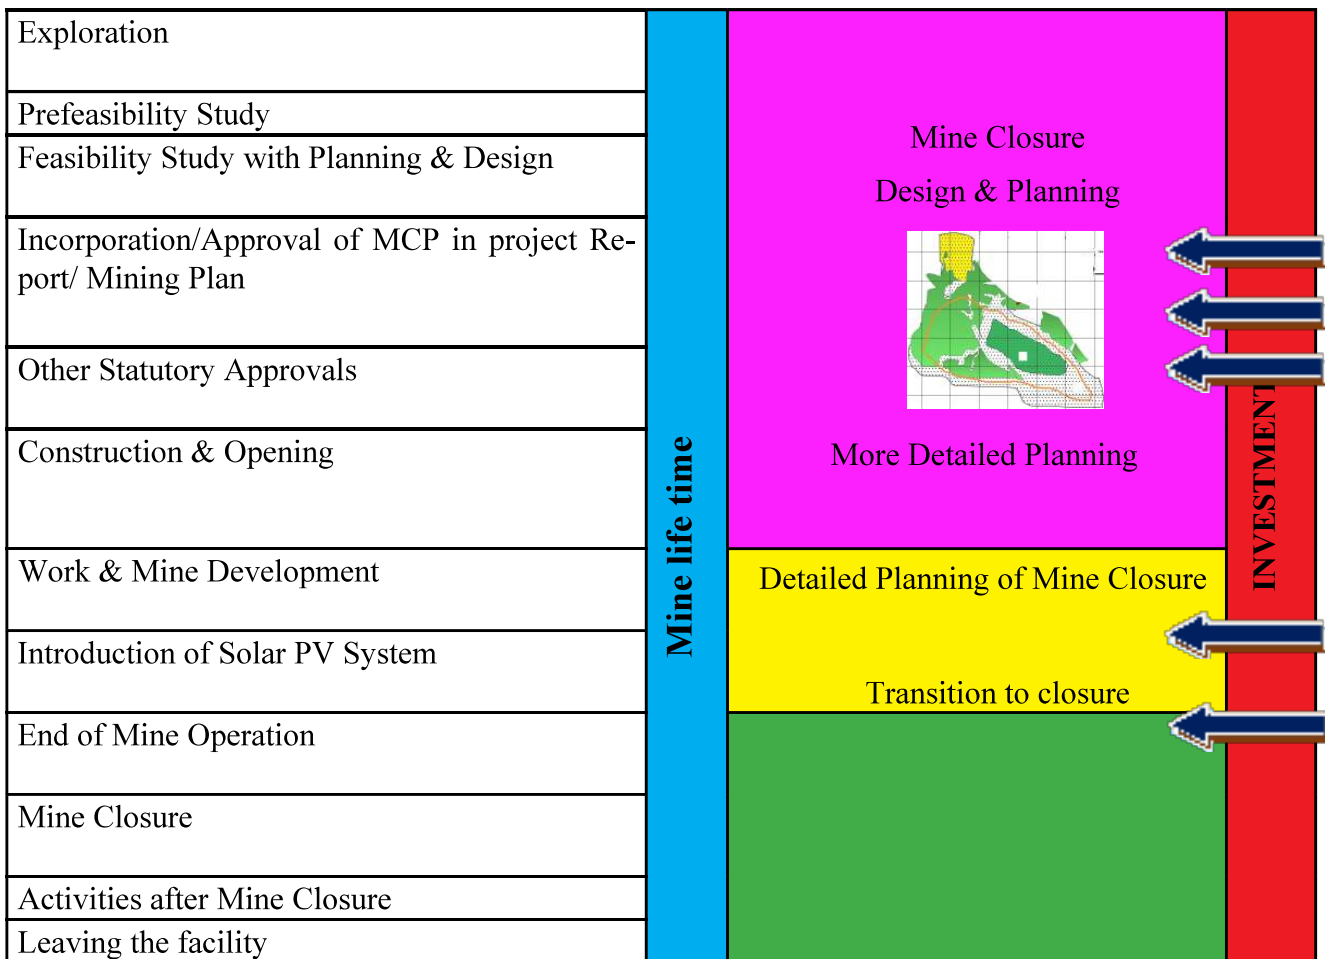 Exploration
Prefeasibility Study
Feasibility Study with Planning & Design
Incorporation/Approval of MCP in project Re-
port/ Mining Plan
Other Statutory Approvals
Construction & Opening
Work & Mine Development
Introduction of Solar PV System
End of Mine Operation
Mine Closure
Activities after Mine Closure
Leaving the facility
Mine life time
Mine Closure
Design & Planning
More Detailed Planning
Detailed Planning of Mine Closure
Transition to closure
INVESTMENT